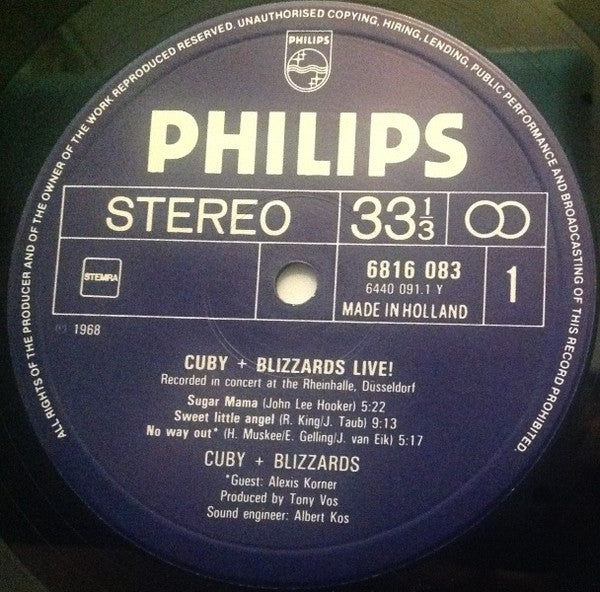 ALL RIGHTS OF THE PRODUCER AND OF THE OWNER OF THE WORK REPRODUCED RESERVED. UNAUTHORISED COPYING, HIRING, LENDING, PUBLIC PERFORMANCE AND BROADCASTING OF THIS RECORD PROHIBITED.
PHILIPS
PHILIPS
STEREO 33 1/3
STEMRA
6816 083
6440 091.1 Y
MADE IN HOLLAND
1
1968
CUBY + BLIZZARDS LIVE!
Recorded in concert at the Rheinhalle, Düsseldorf
Sugar Mama (John Lee Hooker) 5:22
Sweet little angel (R. King/J. Taub) 9:13
No way out* (H. Muskee/E. Gelling/J. van Eik) 5:17
CUBY + BLIZZARDS
*Guest: Alexis Korner
Produced by Tony Vos
Sound engineer: Albert Kos